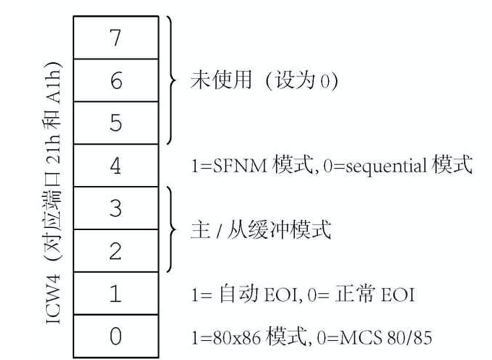 ICW4（对应端口 21h 和 A1h）
7
6
5
未使用（设为 0）
4
1=SFNM 模式, 0=sequential 模式
3
2
主 / 从缓冲模式
1
1= 自动 EOI, 0= 正常 EOI
0
1=80x86 模式, 0=MCS 80/85